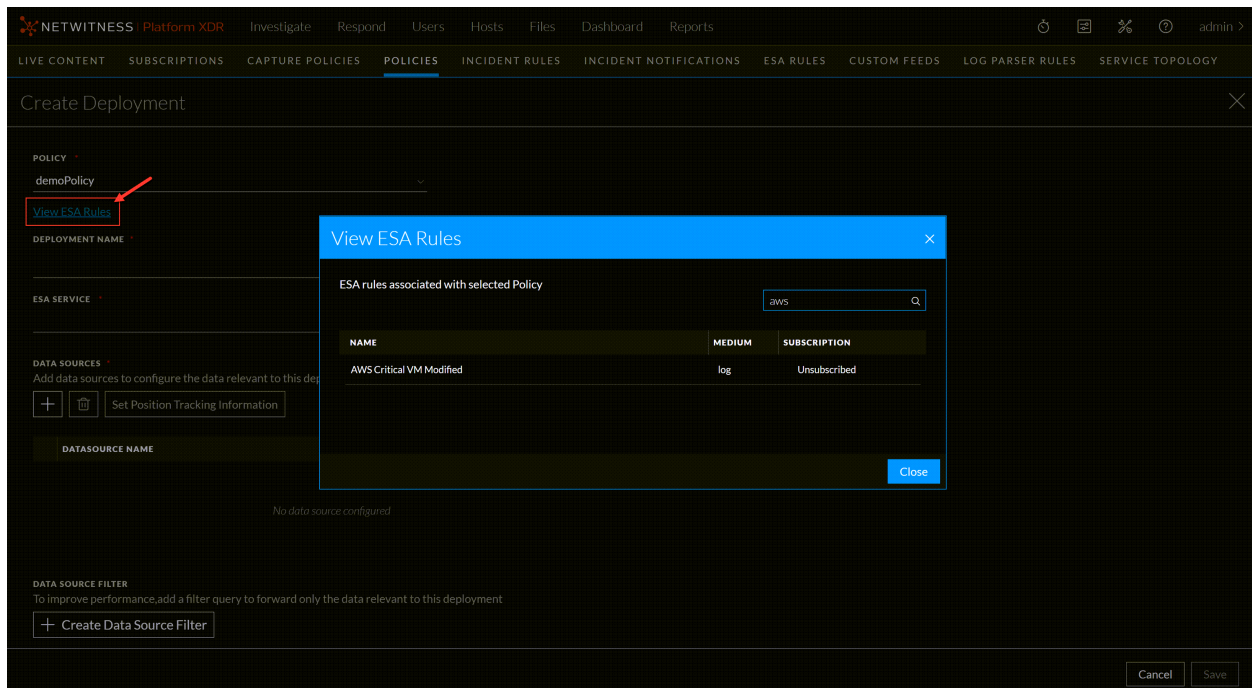 NETWITNESS Platform XDR Investigate Respond Users Hosts Files Dashboard Reports admin >
LIVE CONTENT SUBSCRIPTIONS CAPTURE POLICIES POLICIES INCIDENT RULES INCIDENT NOTIFICATIONS ESA RULES CUSTOM FEEDS LOG PARSER RULES SERVICE TOPOLOGY
Create Deployment
POLICY *
demoPolicy
View ESA Rules
DEPLOYMENT NAME *
ESA SERVICE *
DATA SOURCES *
Add data sources to configure the data relevant to this dep
Set Position Tracking Information
DATASOURCE NAME
No data source configured
DATA SOURCE FILTER
To improve performance,add a filter query to forward only the data relevant to this deployment
+ Create Data Source Filter
Cancel Save
View ESA Rules
ESA rules associated with selected Policy
aws
NAME MEDIUM SUBSCRIPTION
AWS Critical VM Modified log Unsubscribed
Close